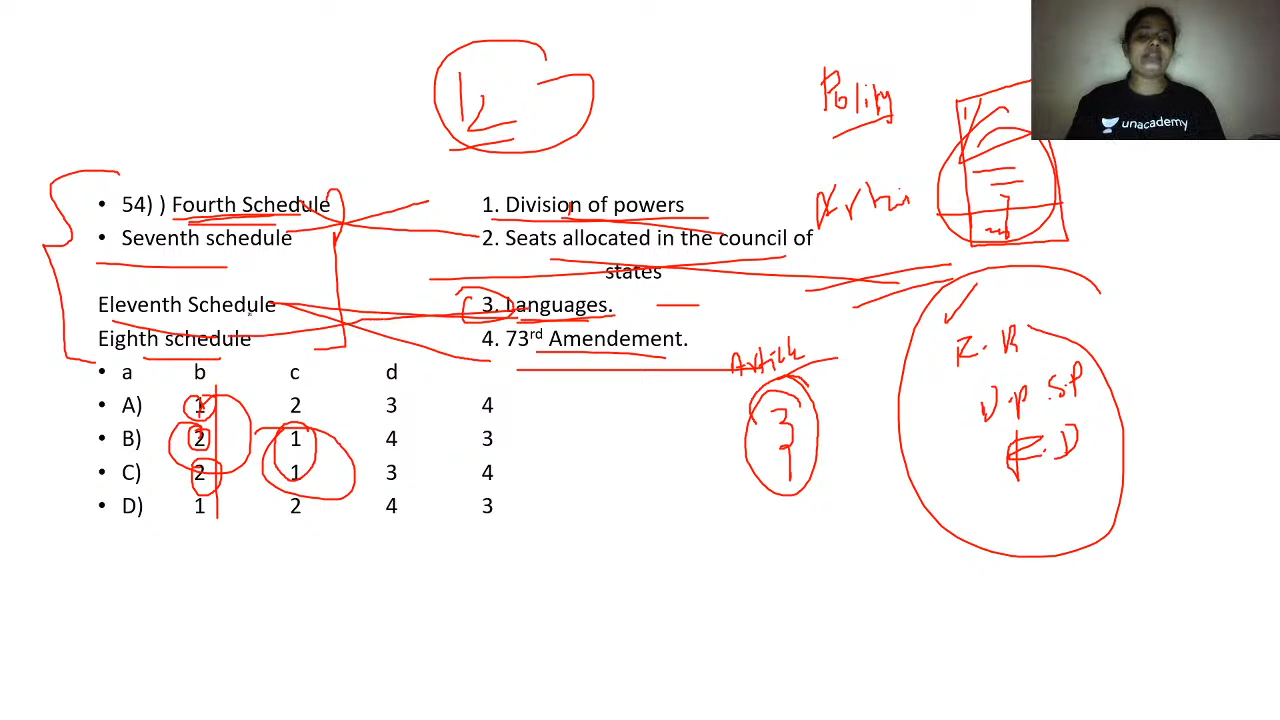 12
Polity
unacademy
• 54) ) Fourth Schedule 1. Division of powers
• Seventh schedule 2. Seats allocated in the council of
states
Eleventh Schedule 3. Languages.
Eighth schedule 4. 73rd Amendement.
Article
• a b c d
• A) 1 2 3 4
• B) 2 1 4 3
• C) 2 1 3 4
• D) 1 2 4 3
D.P.S.P